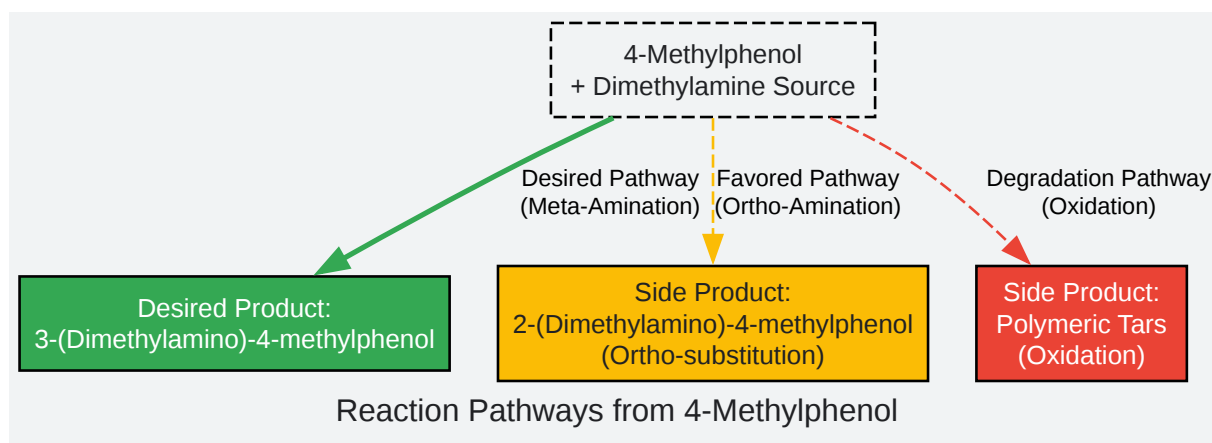 4-Methylphenol
+ Dimethylamine Source
Desired Pathway
(Meta-Amination)
Favored Pathway
(Ortho-Amination)
Degradation Pathway
(Oxidation)
Desired Product:
3-(Dimethylamino)-4-methylphenol
Side Product:
2-(Dimethylamino)-4-methylphenol
(Ortho-substitution)
Side Product:
Polymeric Tars
(Oxidation)
Reaction Pathways from 4-Methylphenol